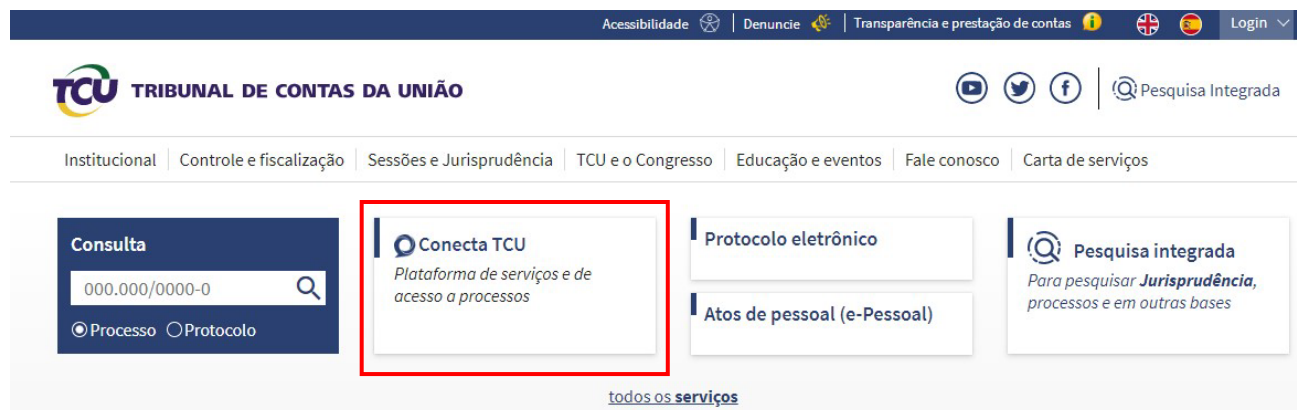 Acessibilidade | Denuncie | Transparência e prestação de contas Login
TCU TRIBUNAL DE CONTAS DA UNIÃO
Pesquisa Integrada
Institucional Controle e fiscalização Sessões e Jurisprudência TCU e o Congresso Educação e eventos Fale conosco Carta de serviços
Consulta
000.000/0000-0
Processo Protocolo
Conecta TCU
Plataforma de serviços e de
acesso a processos
Protocolo eletrônico
Atos de pessoal (e-Pessoal)
Pesquisa integrada
Para pesquisar Jurisprudência,
processos e em outras bases
todos os serviços